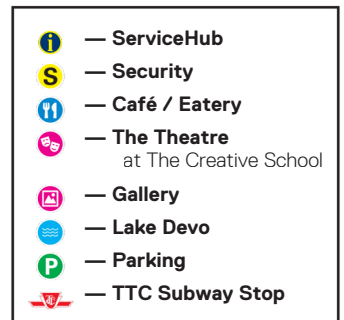 i — ServiceHub
S — Security
— Café / Eatery
— The Theatre
at The Creative School
— Gallery
— Lake Devo
P — Parking
— TTC Subway Stop